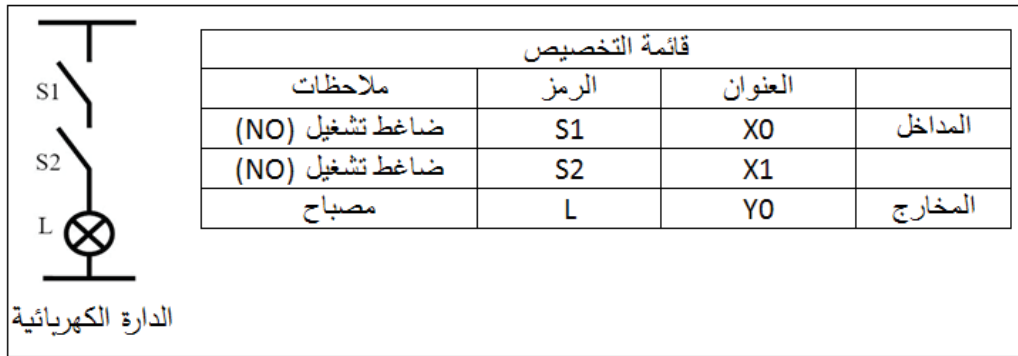 قائمة التخصيص
العنوان الرمز ملاحظات
المداخل X0 S1 ضاغط تشغيل (NO)
X1 S2 ضاغط تشغيل (NO)
المخارج Y0 L مصباح
S1
S2
L
الدارة الكهربائية